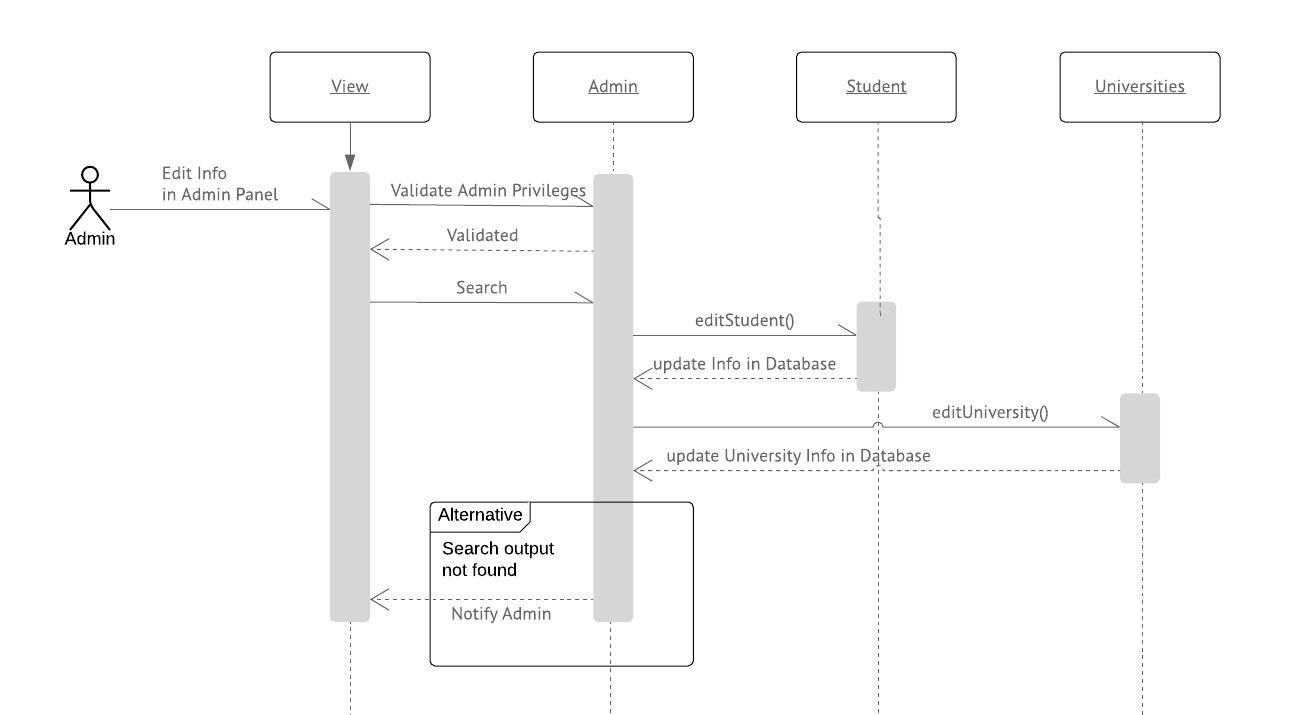 View
Admin
Student
Universities
Edit Info
in Admin Panel
Admin
Validate Admin Privileges
Validated
Search
editStudent()
update Info in Database
editUniversity()
update University Info in Database
Alternative
Search output
not found
Notify Admin